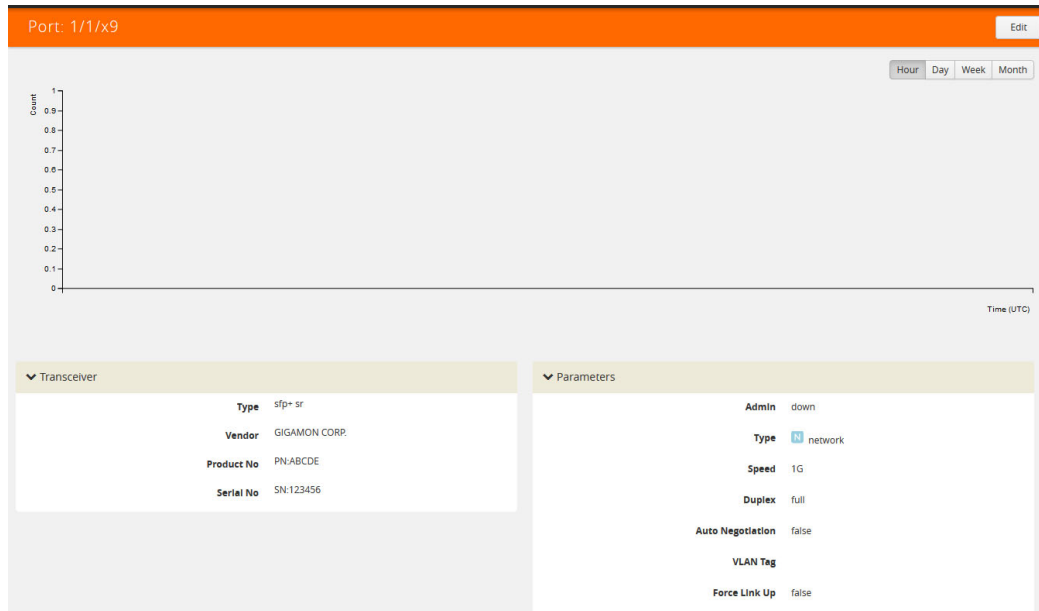 Port: 1/1/x9
Edit
Hour Day Week Month
Count
1
0.9
0.8
0.7
0.6
0.5
0.4
0.3
0.2
0.1
0
Time (UTC)
Transceiver
Type sfp+ sr
Vendor GIGAMON CORP.
Product No PN:ABCDE
Serial No SN:123456
Parameters
Admin down
Type N network
Speed 1G
Duplex full
Auto Negotiation false
VLAN Tag
Force Link Up false